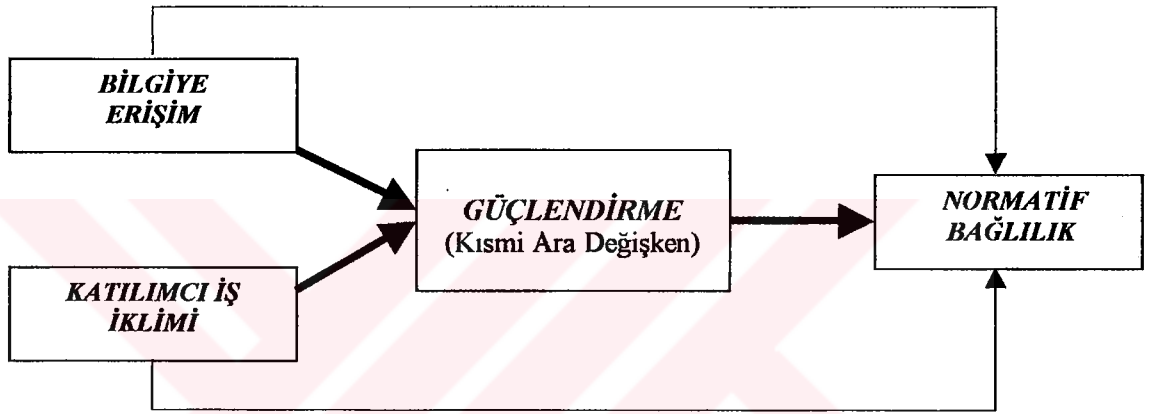 BİLGİYE
ERİŞİM
GÜÇLENDİRME
(Kısmi Ara Değişken)
NORMATİF
BAĞLILIK
KATILIMCI İŞ
İKLİMİ